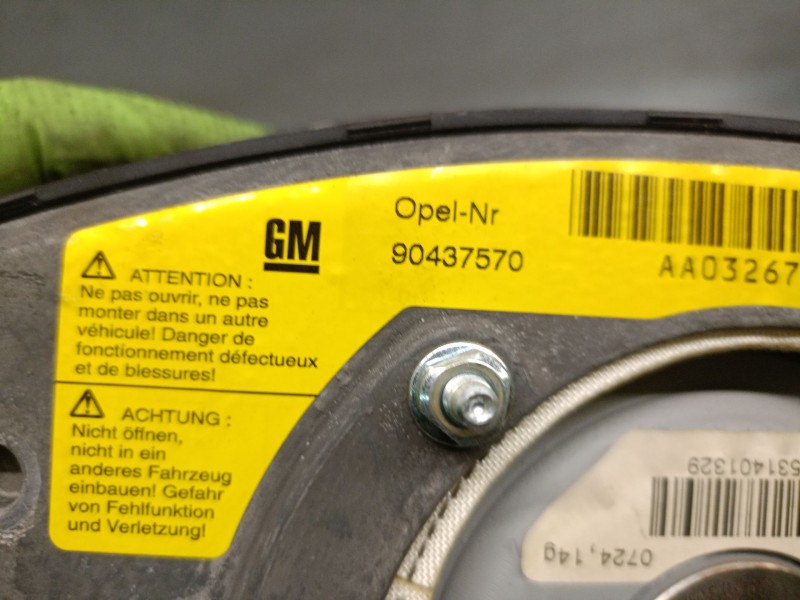 GM
Opel-Nr
90437570
AA03267
ATTENTION :
Ne pas ouvrir, ne pas
monter dans un autre
véhicule! Danger de
fonctionnement défectueux
et de blessures!
ACHTUNG :
Nicht öffnen,
nicht in ein
anderes Fahrzeug
einbauen! Gefahr
von Fehlfunktion
und Verletzung!
531401329
0724,14g